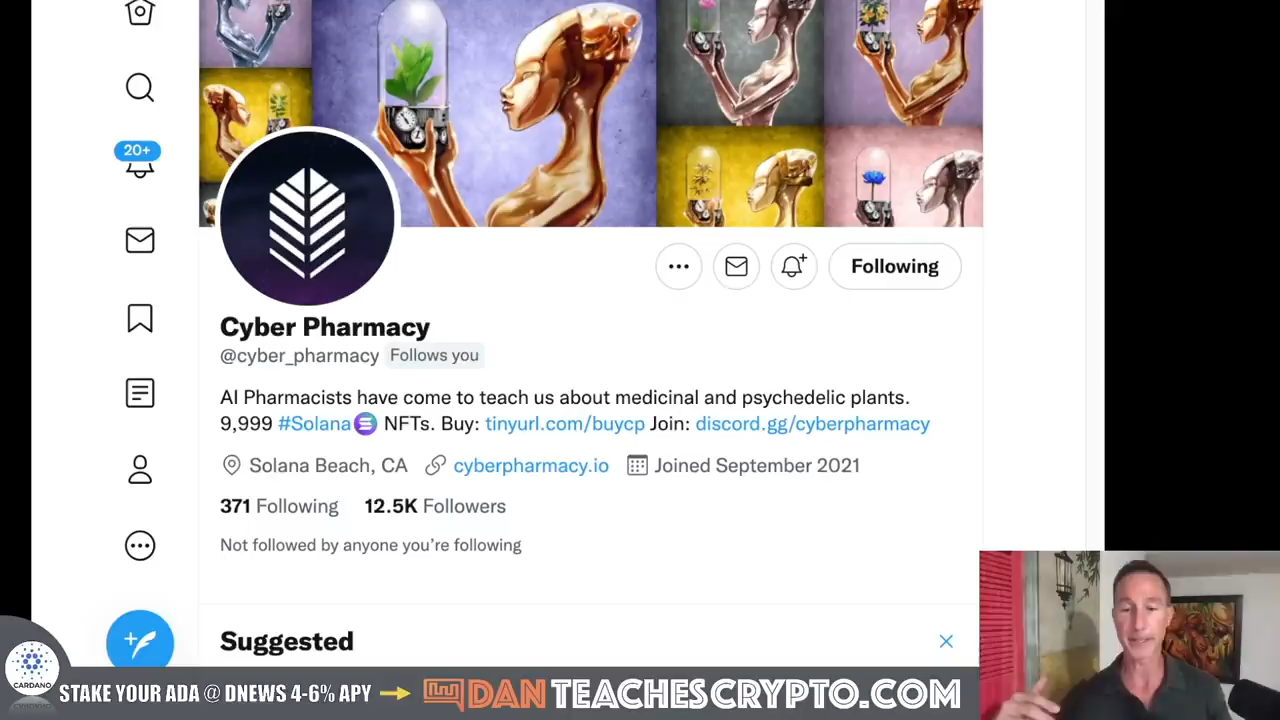 20+
Following
Cyber Pharmacy
@cyber_pharmacy Follows you
AI Pharmacists have come to teach us about medicinal and psychedelic plants.
9,999 #Solana NFTs. Buy: tinyurl.com/buycp Join: discord.gg/cyberpharmacy
Solana Beach, CA cyberpharmacy.io Joined September 2021
371 Following 12.5K Followers
Not followed by anyone you’re following
Suggested
CARDANO
STAKE YOUR ADA @ DNEWS 4-6% APY DANTEACHESCRYPTO.COM